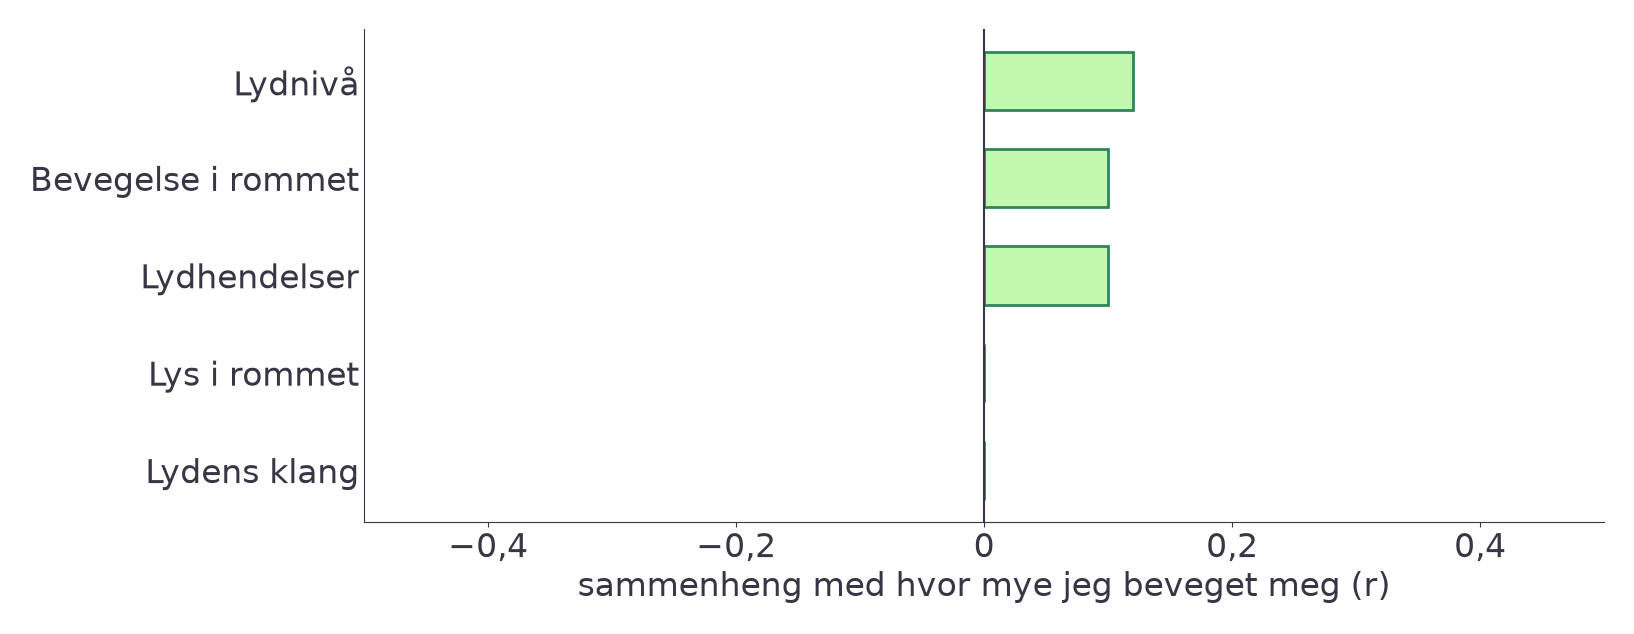 Lydnivå
Bevegelse i rommet
Lydhendelser
Lys i rommet
Lydens klang
−0,4 −0,2 0 0,2 0,4
sammenheng med hvor mye jeg beveget meg (r)